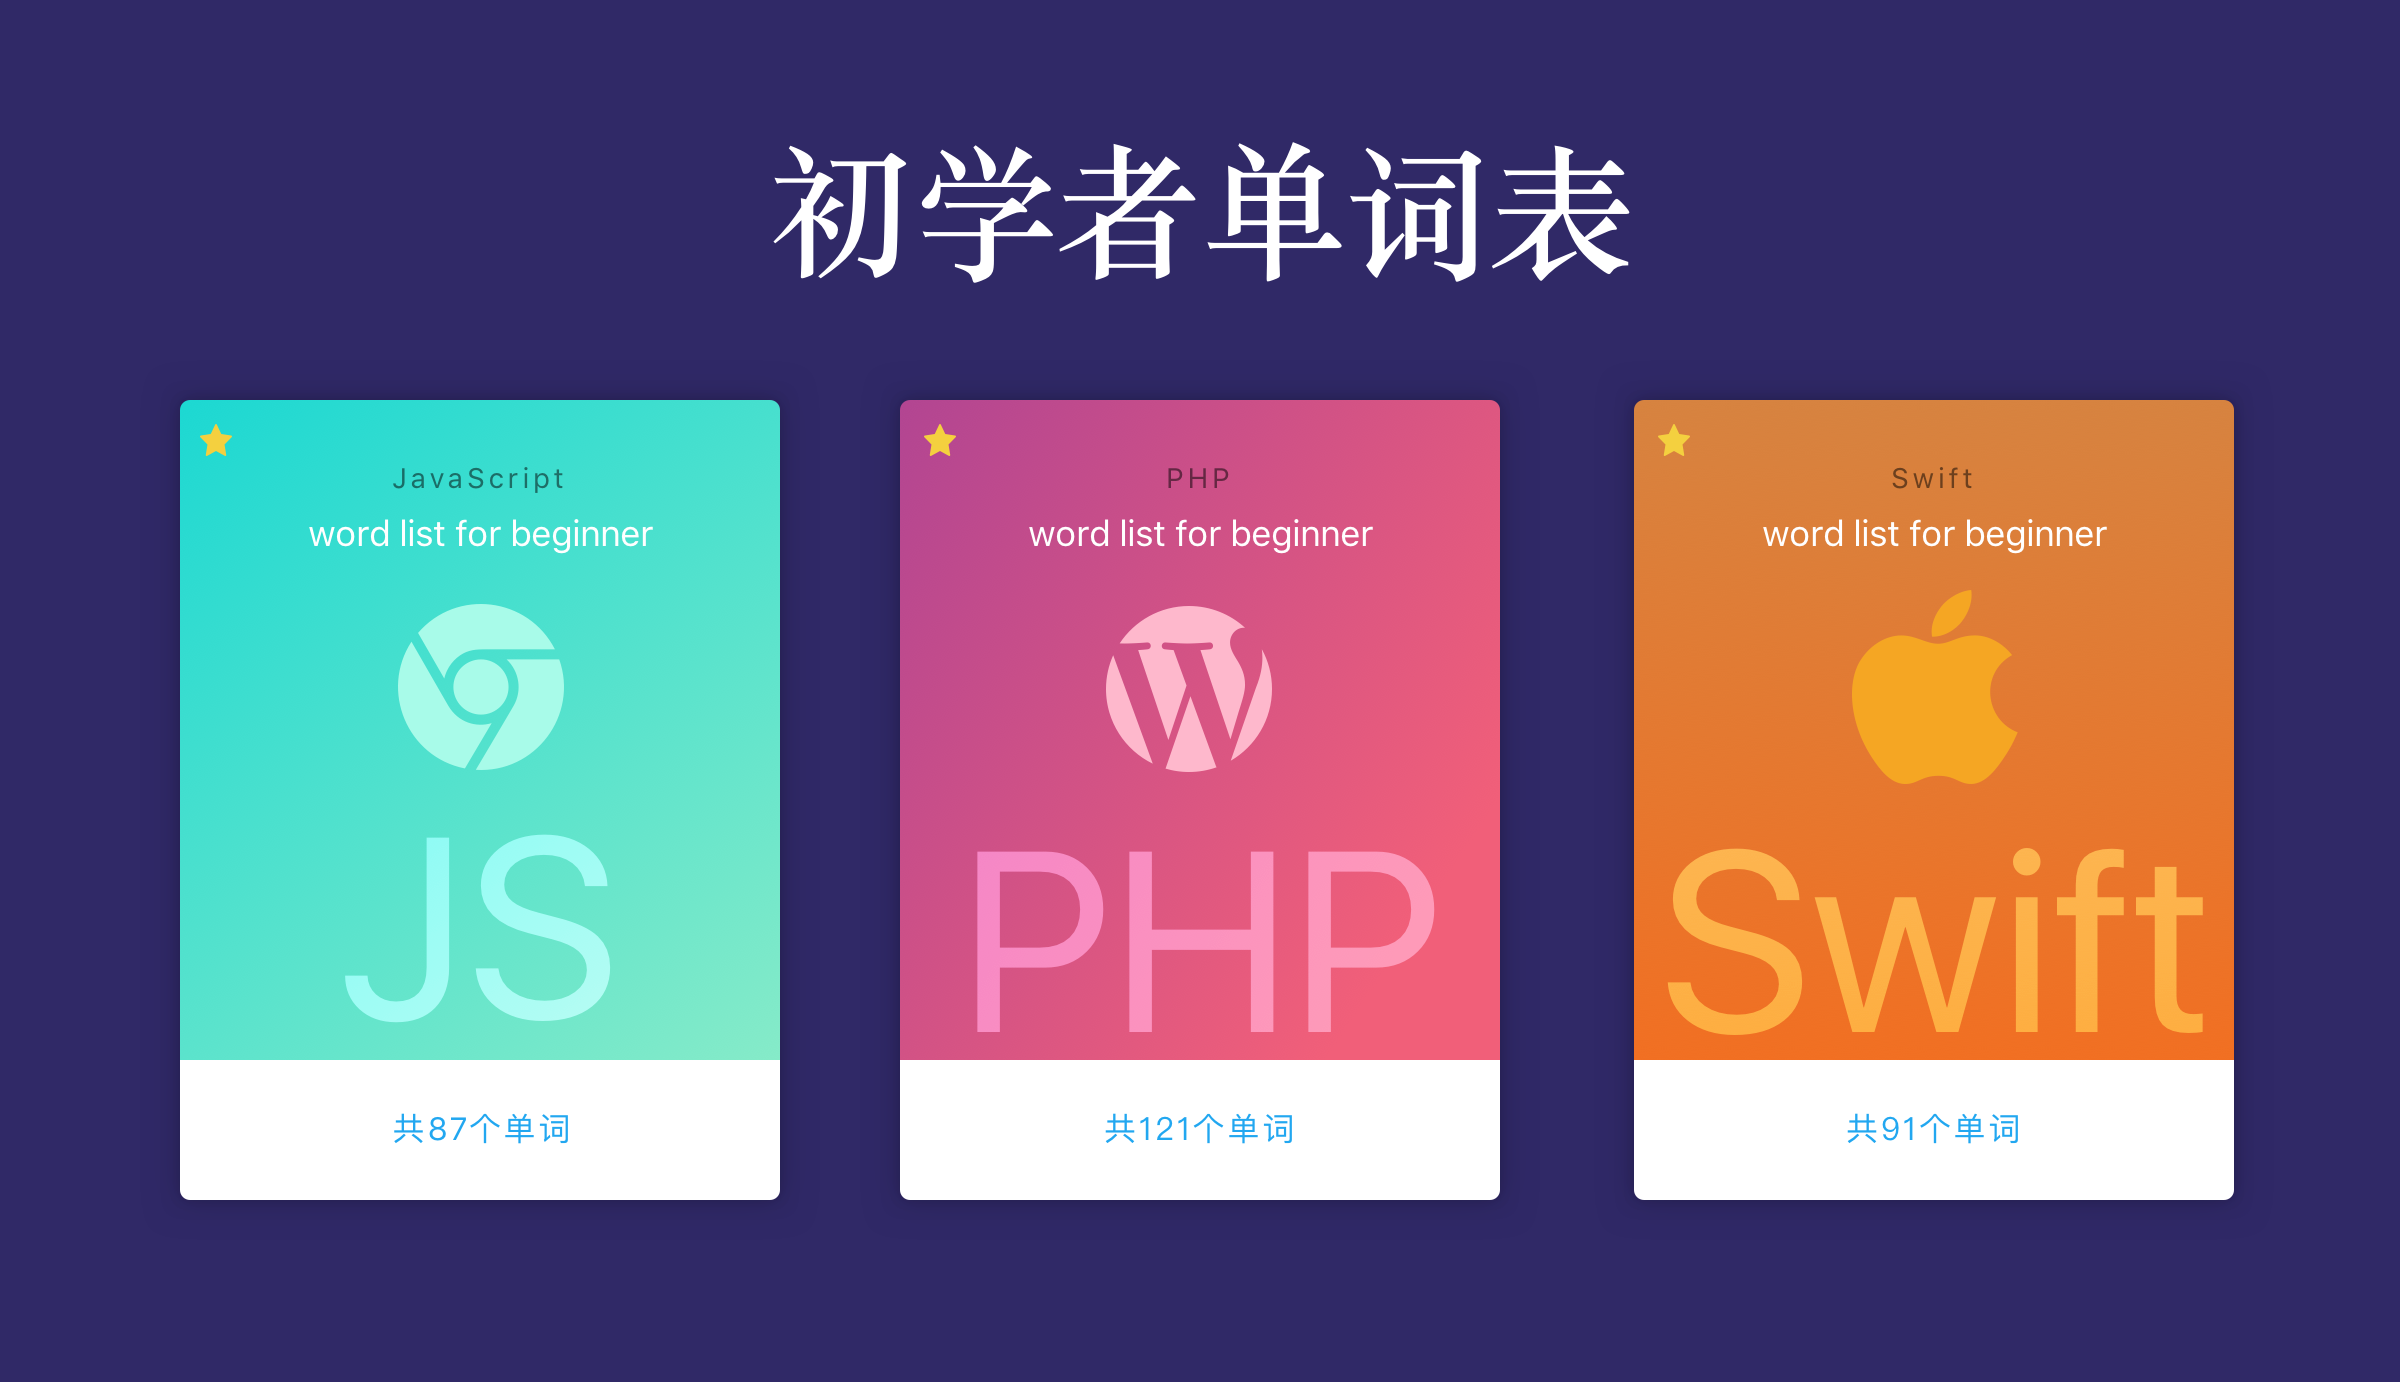 初学者单词表
JavaScript
word list for beginner
JS
共87个单词
PHP
word list for beginner
PHP
共121个单词
Swift
word list for beginner
Swift
共91个单词